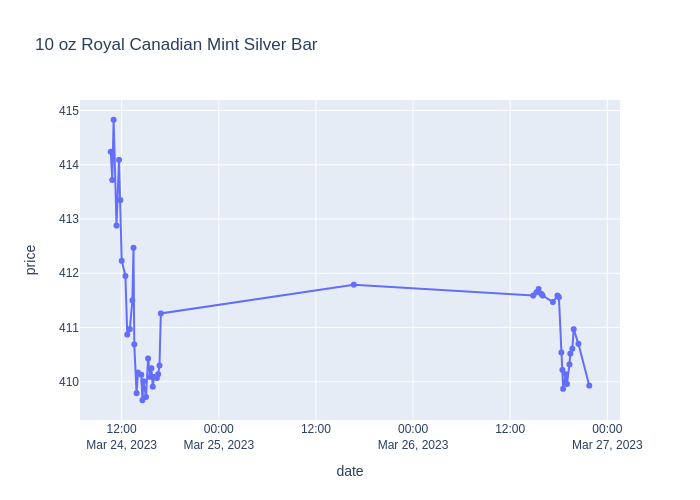 10 oz Royal Canadian Mint Silver Bar
415
414
413
412
411
410
price
12:00 00:00 12:00 00:00 12:00 00:00
Mar 24, 2023 Mar 25, 2023 Mar 26, 2023 Mar 27, 2023
date